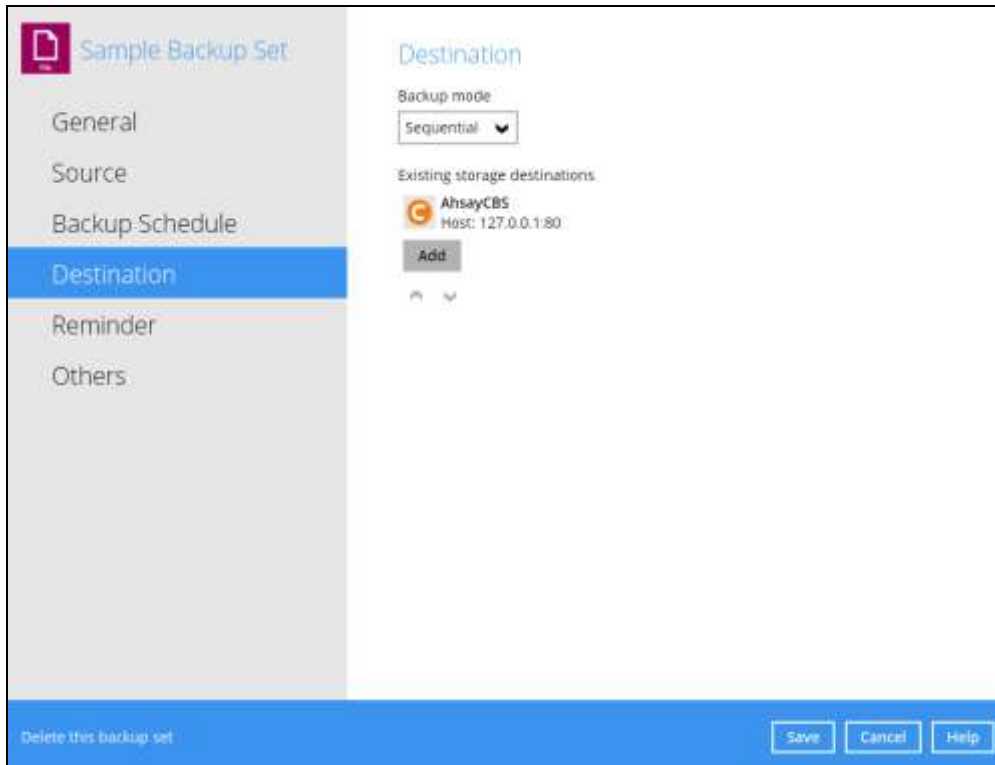 Sample Backup Set
General
Source
Backup Schedule
Destination
Reminder
Others
Destination
Backup mode
Sequential
Existing storage destinations
AhsayCBS
Host: 127.0.0.1:80
Add
Delete this backup set
Save
Cancel
Help